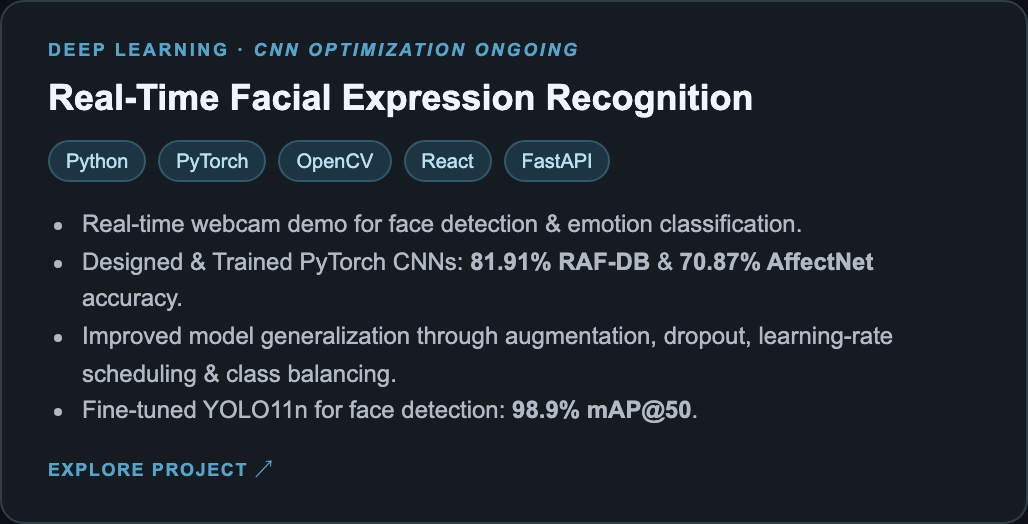 DEEP LEARNING · CNN OPTIMIZATION ONGOING
Real-Time Facial Expression Recognition
Python PyTorch OpenCV React FastAPI
• Real-time webcam demo for face detection & emotion classification.
• Designed & Trained PyTorch CNNs: 81.91% RAF-DB & 70.87% AffectNet
accuracy.
• Improved model generalization through augmentation, dropout, learning-rate
scheduling & class balancing.
• Fine-tuned YOLO11n for face detection: 98.9% mAP@50.
EXPLORE PROJECT ↗